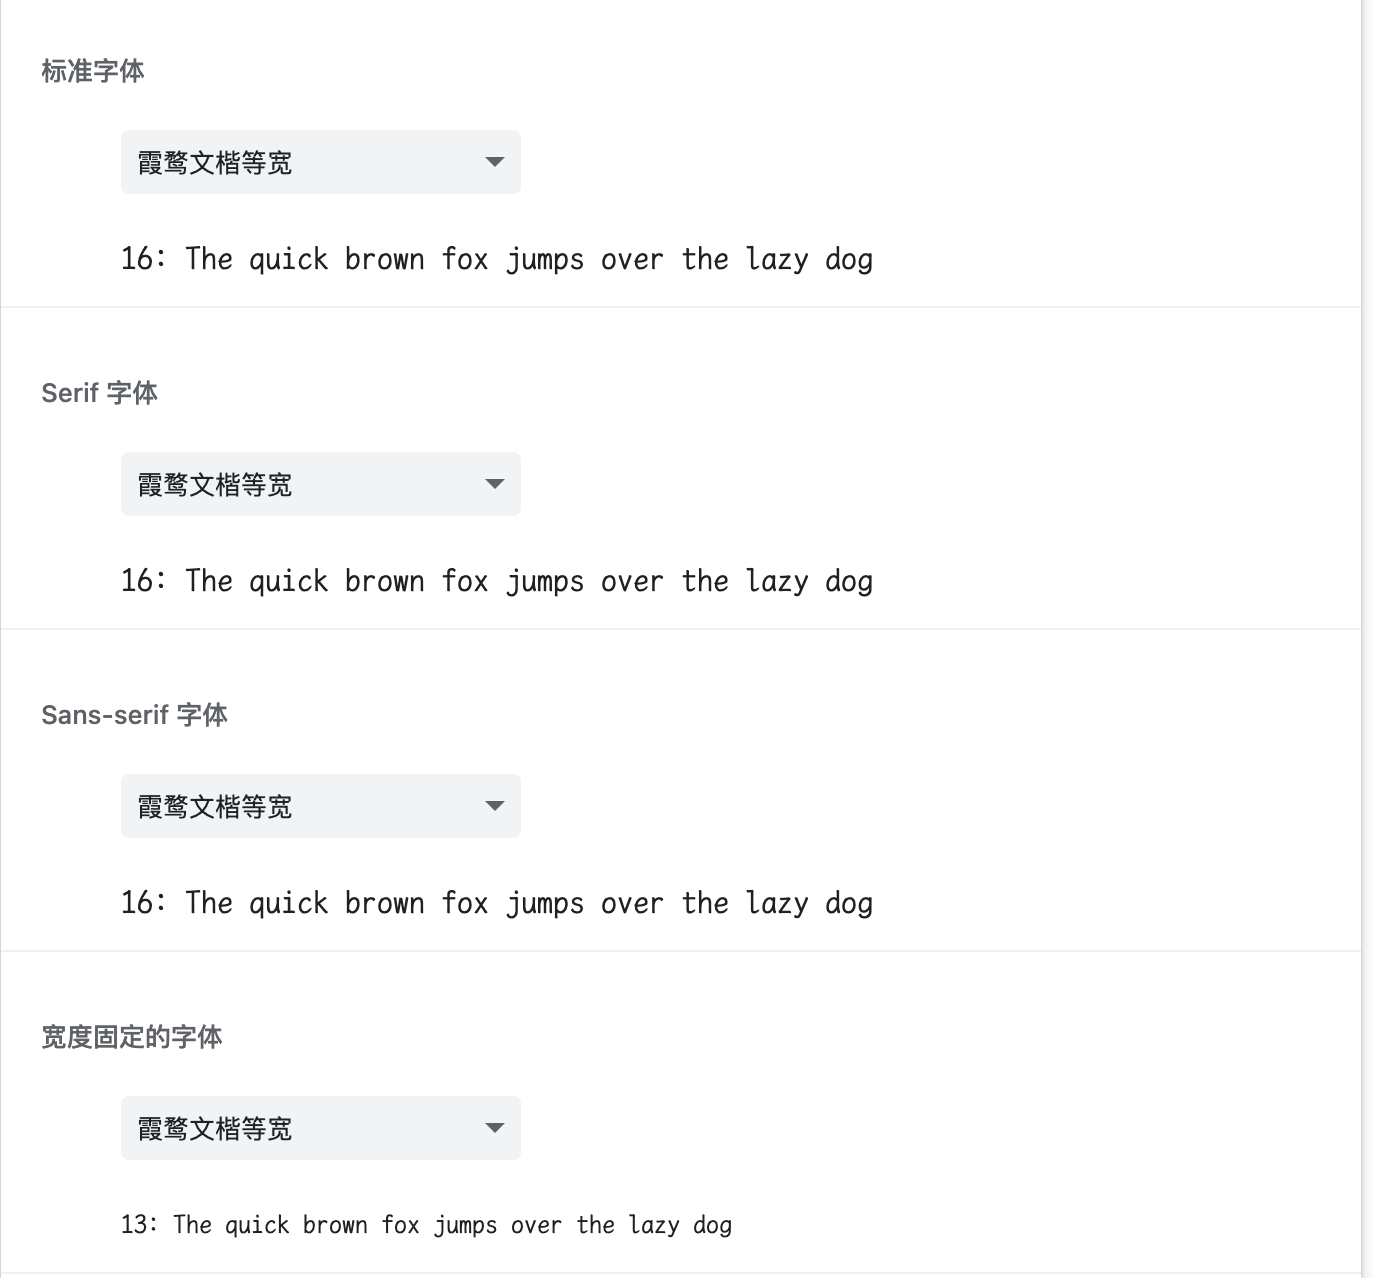 标准字体
霞鹜文楷等宽
16: The quick brown fox jumps over the lazy dog
Serif 字体
霞鹜文楷等宽
16: The quick brown fox jumps over the lazy dog
Sans-serif 字体
霞鹜文楷等宽
16: The quick brown fox jumps over the lazy dog
宽度固定的字体
霞鹜文楷等宽
13: The quick brown fox jumps over the lazy dog